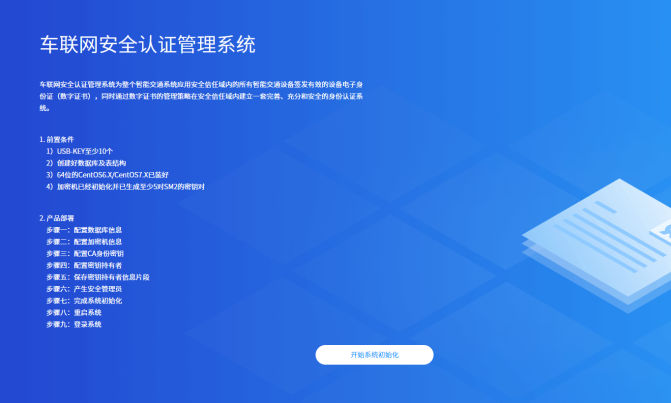 车联网安全认证管理系统
车联网安全认证管理系统为整个智能交通系统应用安全信任域内的所有智能交通设备签发有效的设备电子身
份证（数字证书），同时通过数字证书的管理策略在安全信任域内建立一套完善、充分和安全的身份认证系
统。
1. 前置条件
1）USB-KEY至少10个
2）创建好数据库及表结构
3）64位的CentOS6.X/CentOS7.X已装好
4）加密机已经初始化并已生成至少5对SM2的密钥对
2. 产品部署
步骤一：配置数据库信息
步骤二：配置加密机信息
步骤三：配置CA身份密钥
步骤四：配置密钥持有者
步骤五：保存密钥持有者信息片段
步骤六：产生安全管理员
步骤七：完成系统初始化
步骤八：重启系统
步骤九：登录系统
开始系统初始化